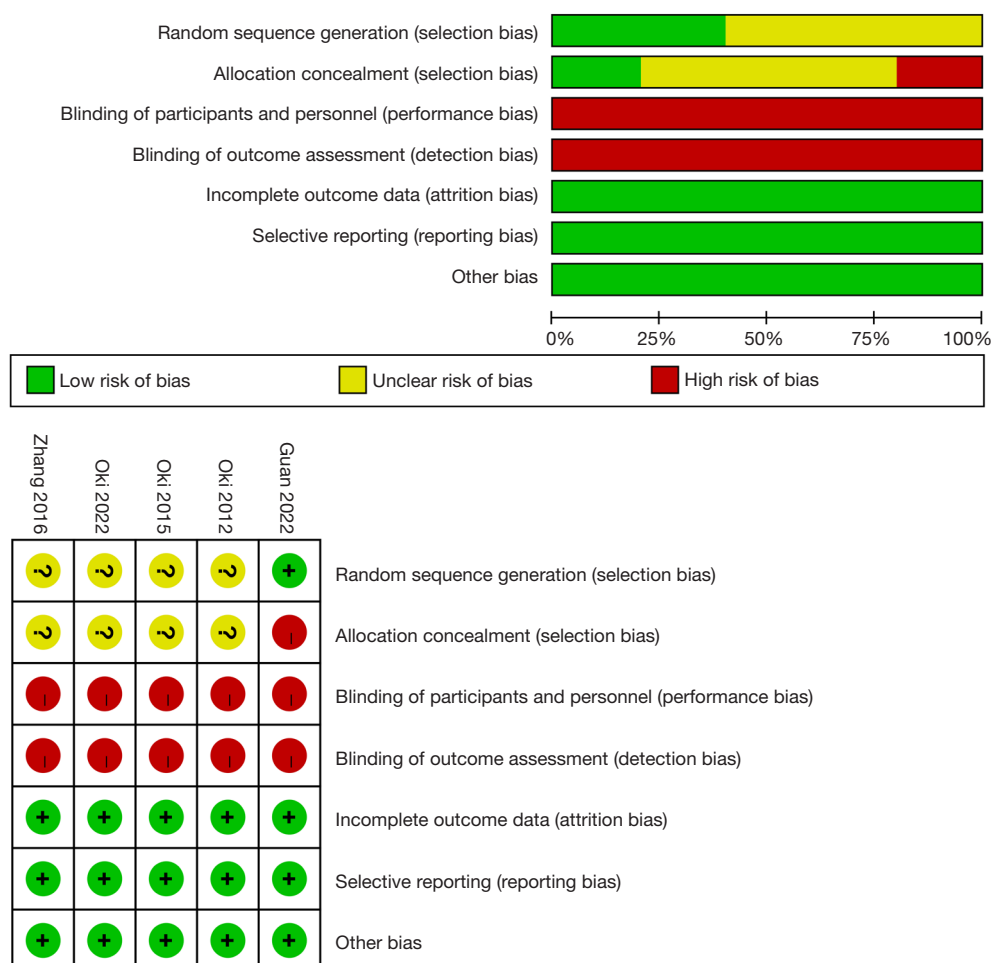 Random sequence generation (selection bias)
Allocation concealment (selection bias)
Blinding of participants and personnel (performance bias)
Blinding of outcome assessment (detection bias)
Incomplete outcome data (attrition bias)
Selective reporting (reporting bias)
Other bias
0% 25% 50% 75% 100%
Low risk of bias Unclear risk of bias High risk of bias
Zhang 2016 Oki 2022 Oki 2015 Oki 2012 Guan 2022
? ? ? ? + Random sequence generation (selection bias)
? ? ? ? – Allocation concealment (selection bias)
– – – – – Blinding of participants and personnel (performance bias)
– – – – – Blinding of outcome assessment (detection bias)
+ + + + + Incomplete outcome data (attrition bias)
+ + + + + Selective reporting (reporting bias)
+ + + + + Other bias